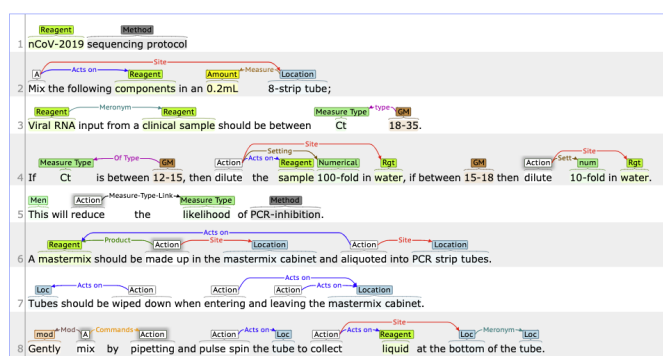 Reagent Method
1 nCoV-2019 sequencing protocol
Site
Acts on Measure
A Reagent Amount Location
2 Mix the following components in an 0.2mL 8-strip tube;
Meronym type
Reagent Reagent Measure Type GM
3 Viral RNA input from a clinical sample should be between Ct 18-35.
Site
Setting Site
Of Type Acts on Sett
Measure Type GM Action Reagent Numerical Rgt GM Action num Rgt
4 If Ct is between 12-15, then dilute the sample 100-fold in water, if between 15-18 then dilute 10-fold in water.
Measure-Type-Link
Men Action Measure Type Method
5 This will reduce the likelihood of PCR-inhibition.
Acts on
Product Site Site
Reagent Action Location Action Location
6 A mastermix should be made up in the mastermix cabinet and aliquoted into PCR strip tubes.
Acts on
Acts on Acts on
Loc Action Action Action Location
7 Tubes should be wiped down when entering and leaving the mastermix cabinet.
Site
Mod Commands Acts on Acts on Meronym
mod A Action Action Loc Action Reagent Loc Loc
8 Gently mix by pipetting and pulse spin the tube to collect liquid at the bottom of the tube.